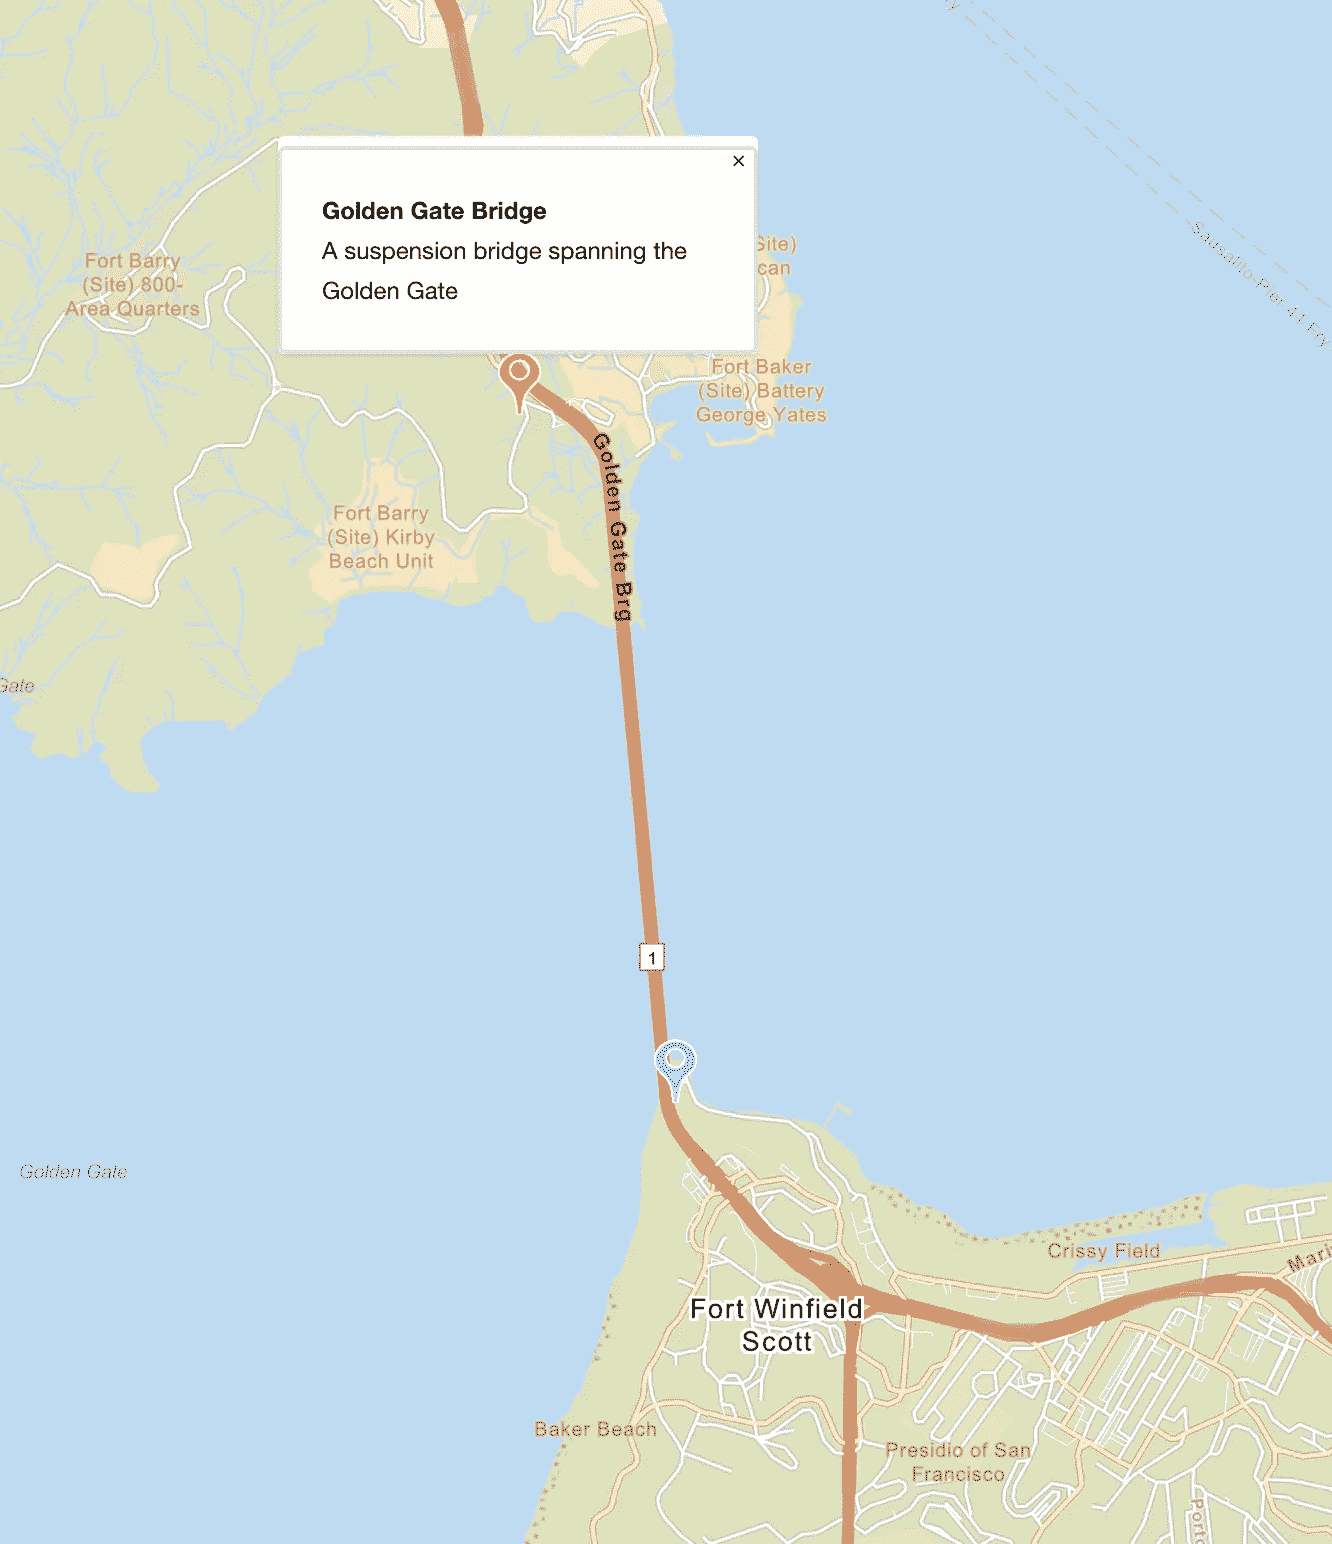 ×
Golden Gate Bridge
A suspension bridge spanning the
Golden Gate
Site)
can
Fort Barry
(Site) 800-
Area Quarters
Sausalito-Pier 41 Fry
Fort Baker
(Site) Battery
George Yates
Golden Gate Brg
Fort Barry
(Site) Kirby
Beach Unit
Gate
1
Golden Gate
Crissy Field
Mari
Fort Winfield
Scott
Baker Beach
Presidio of San
Francisco
Porto